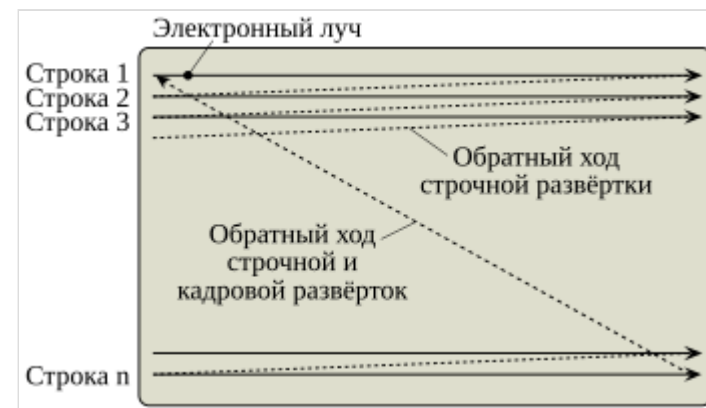 Электронный луч
Строка 1
Строка 2
Строка 3
Обратный ход
строчной развёртки
Обратный ход
строчной и
кадровой развёрток
Строка n